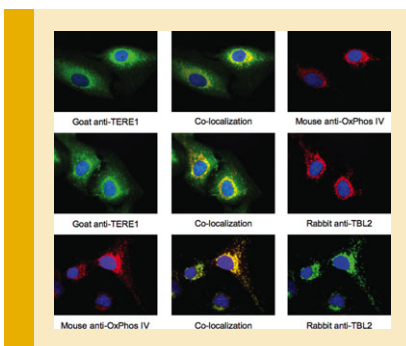 Goat anti-TERE1 Co-localization Mouse anti-OxPhos IV
Goat anti-TERE1 Co-localization Rabbit anti-TBL2
Mouse anti-OxPhos IV Co-localization Rabbit anti-TBL2